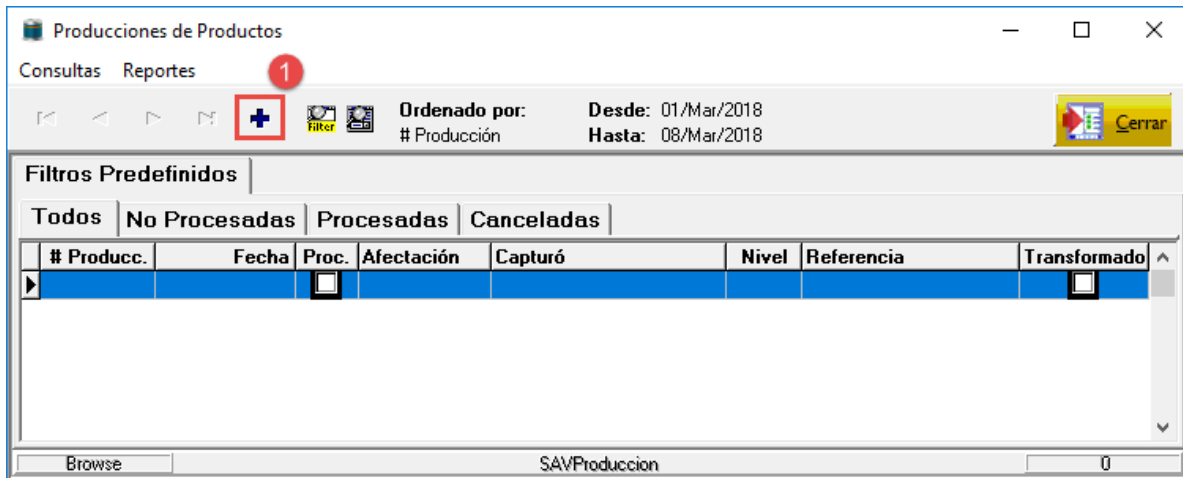 Producciones de Productos
Consultas Reportes
1
Filter
Ordenado por: Desde: 01/Mar/2018
# Producción Hasta: 08/Mar/2018
Cerrar
Filtros Predefinidos
Todos No Procesadas Procesadas Canceladas
# Producc. Fecha Proc. Afectación Capturó Nivel Referencia Transformado
Browse SAVProduccion 0